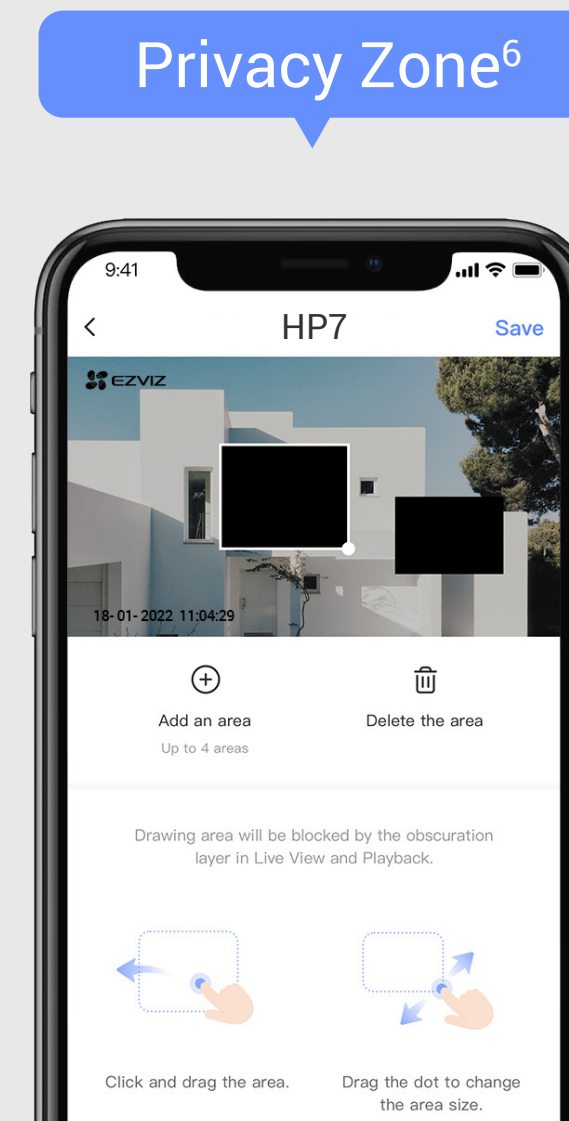 Privacy Zone⁶
9:41
HP7
Save
EZVIZ
18-01-2022 11:04:29
Add an area
Delete the area
Up to 4 areas
Drawing area will be blocked by the obscuration
layer in Live View and Playback.
Click and drag the area.
Drag the dot to change
the area size.